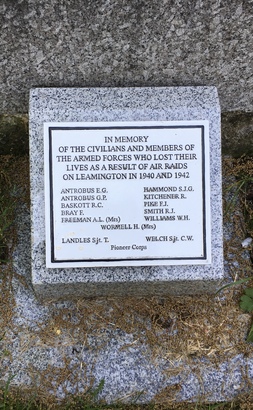 IN MEMORY
OF THE CIVILIANS AND MEMBERS OF
THE ARMED FORCES WHO LOST THEIR
LIVES AS A RESULT OF AIR RAIDS
ON LEAMINGTON IN 1940 AND 1942
ANTROBUS E.G. HAMMOND S.J.G.
ANTROBUS G.P. KITCHENER R.
BASKOTT R.C. PIKE F.J.
BRAY F. SMITH R.J.
FREEMAN A.L. (Mrs) WILLIAMS W.H.
WORMELL H. (Mrs)
LANDLES Sjt. T. WELCH Sjt. C.W.
Pioneer Corps